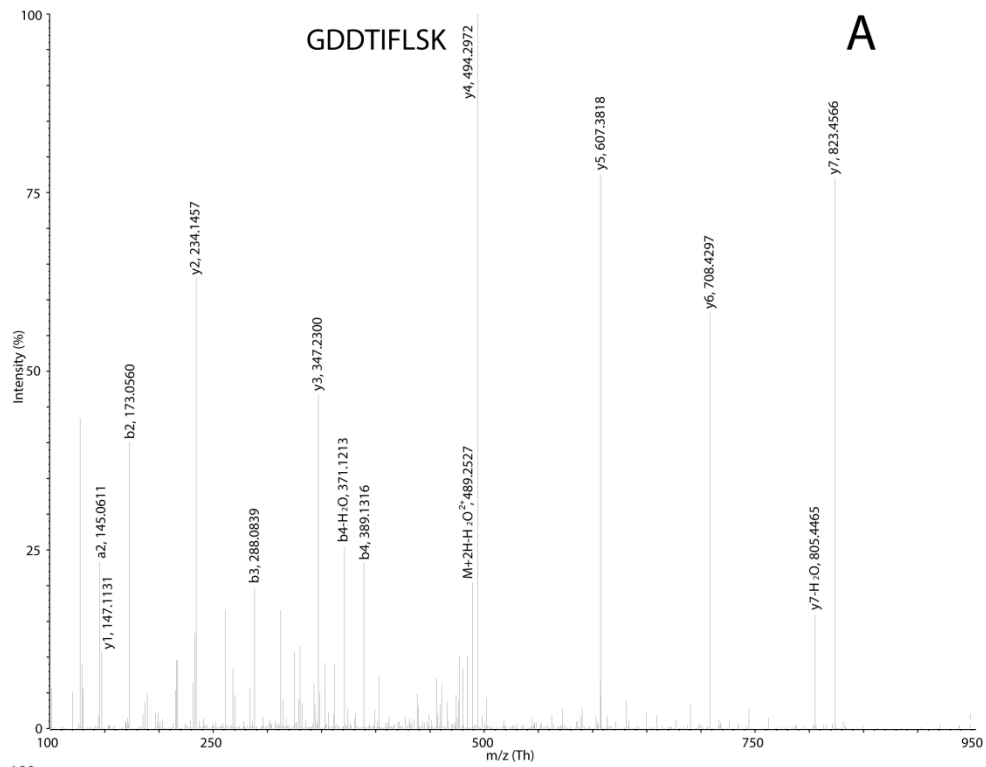 GDDTIFLSK
A
Intensity (%)
100
75
50
25
0
a2, 145.0611
y1, 147.1131
b2, 173.0560
y2, 234.1457
b3, 288.0839
y3, 347.2300
b4-H₂O, 371.1213
b4, 389.1316
M+2H-H₂O²⁺, 489.2527
y4, 494.2972
y5, 607.3818
y6, 708.4297
y7-H₂O, 805.4465
y7, 823.4566
100
250
500
750
950
m/z (Th)